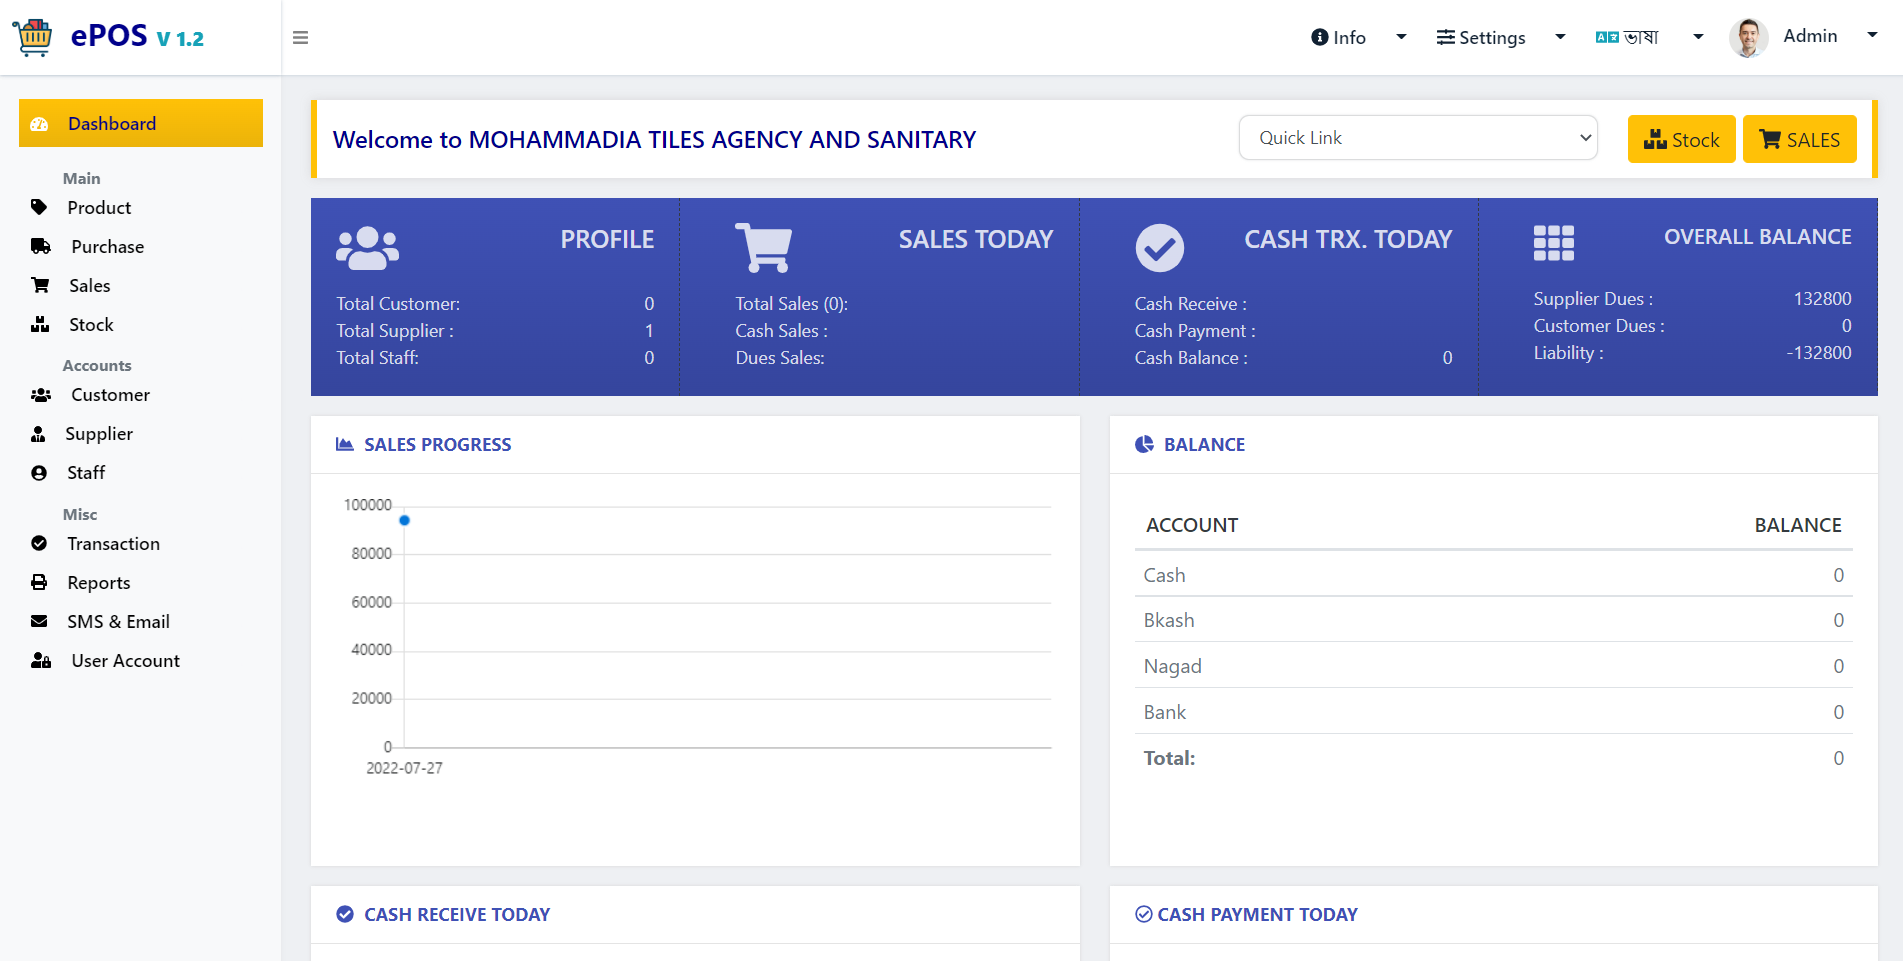 ePOS V 1.2
Info
Settings
ভাষা
Admin
Dashboard
Main
Product
Purchase
Sales
Stock
Accounts
Customer
Supplier
Staff
Misc
Transaction
Reports
SMS & Email
User Account
Welcome to MOHAMMADIA TILES AGENCY AND SANITARY
Quick Link
Stock
SALES
PROFILE
Total Customer: 0
Total Supplier : 1
Total Staff: 0
SALES TODAY
Total Sales (0):
Cash Sales :
Dues Sales:
CASH TRX. TODAY
Cash Receive :
Cash Payment :
Cash Balance : 0
OVERALL BALANCE
Supplier Dues : 132800
Customer Dues : 0
Liability : -132800
SALES PROGRESS
100000
80000
60000
40000
20000
0
2022-07-27
BALANCE
ACCOUNT BALANCE
Cash 0
Bkash 0
Nagad 0
Bank 0
Total: 0
CASH RECEIVE TODAY
CASH PAYMENT TODAY